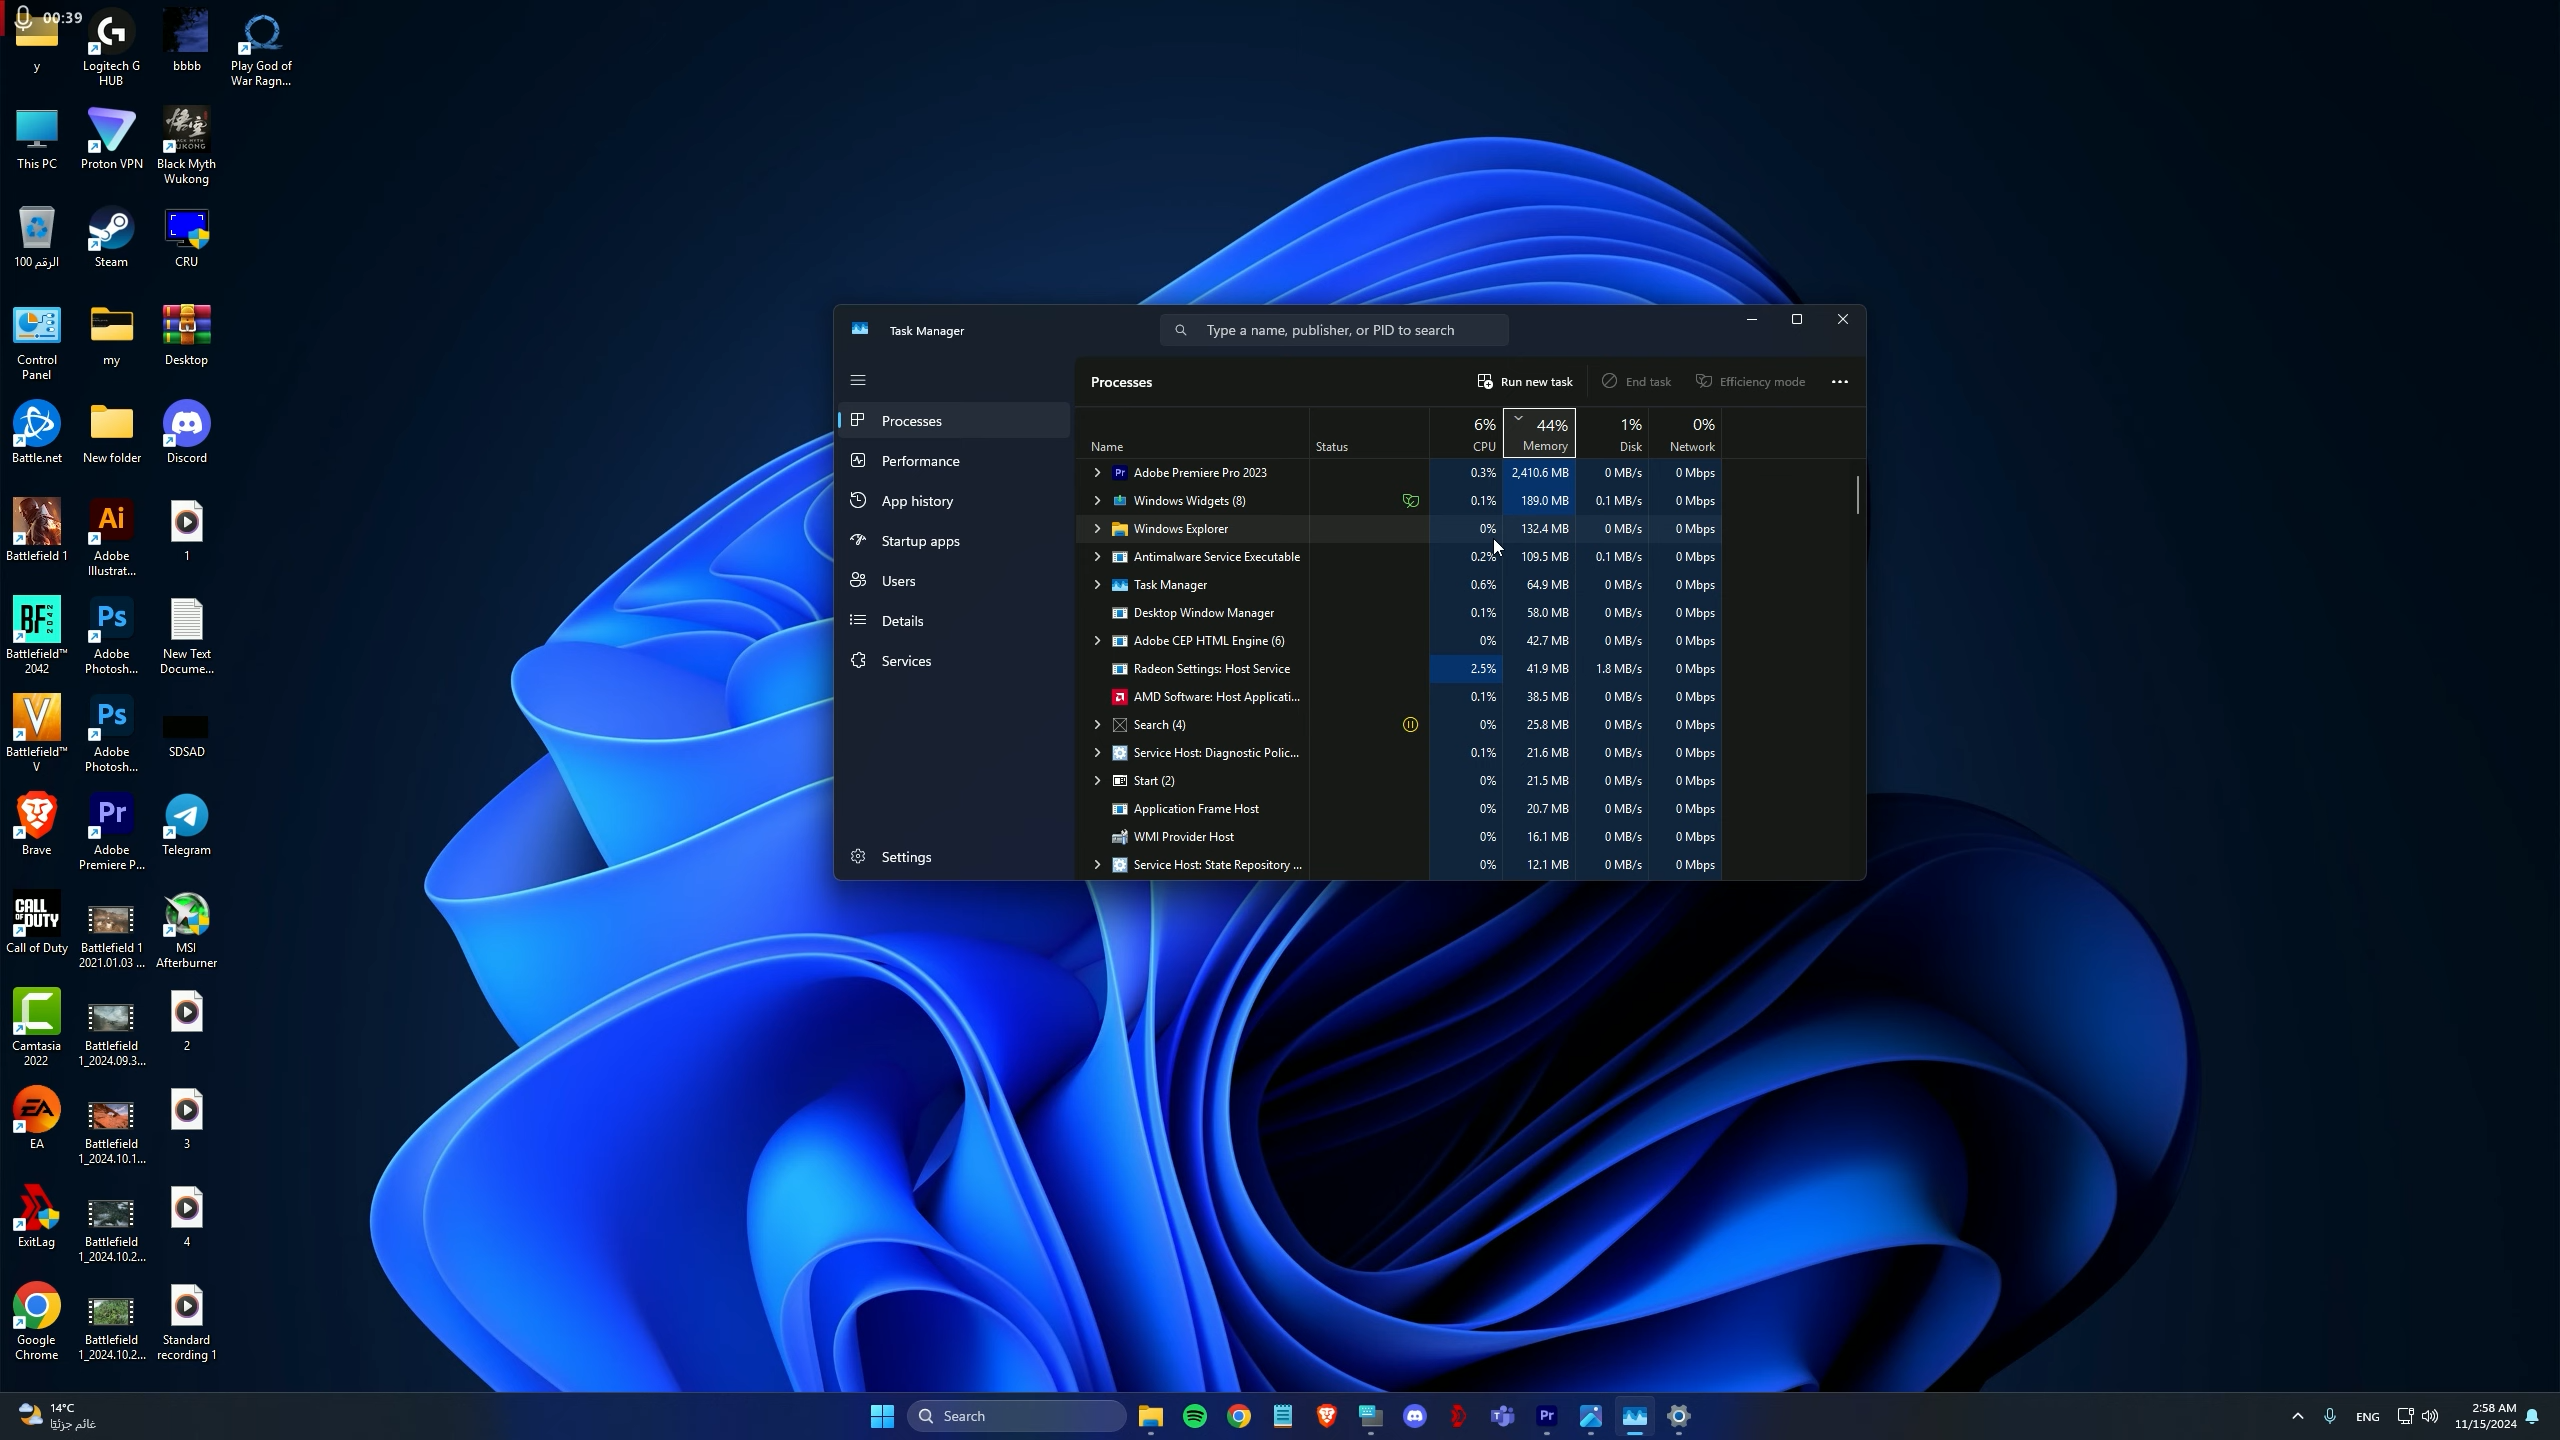 00:39
y
Logitech G
HUB
bbbb
Play God of
War Ragn...
This PC
Proton VPN
Black Myth
Wukong
الرقم 100
Steam
CRU
Control
Panel
my
Desktop
Battle.net
New folder
Discord
Battlefield 1
Adobe
Illustrat...
1
Battlefield™
2042
Adobe
Photosh...
New Text
Docume...
Battlefield™
V
Adobe
Photosh...
SDSAD
Brave
Adobe
Premiere P...
Telegram
Call of Duty
Battlefield 1
2021.01.03 ...
MSI
Afterburner
Camtasia
2022
Battlefield
1_2024.09.3...
2
EA
Battlefield
1_2024.10.1...
3
ExitLag
Battlefield
1_2024.10.2...
4
Google
Chrome
Battlefield
1_2024.10.2...
Standard
recording 1
Task Manager
Type a name, publisher, or PID to search
Processes
Performance
App history
Startup apps
Users
Details
Services
Settings
Processes
Run new task
End task
Efficiency mode
6% 44% 1% 0%
Name Status CPU Memory Disk Network
Adobe Premiere Pro 2023 0.3% 2,410.6 MB 0 MB/s 0 Mbps
Windows Widgets (8) 0.1% 189.0 MB 0.1 MB/s 0 Mbps
Windows Explorer 0% 132.4 MB 0 MB/s 0 Mbps
Antimalware Service Executable 0.2% 109.5 MB 0.1 MB/s 0 Mbps
Task Manager 0.6% 64.9 MB 0 MB/s 0 Mbps
Desktop Window Manager 0.1% 58.0 MB 0 MB/s 0 Mbps
Adobe CEP HTML Engine (6) 0% 42.7 MB 0 MB/s 0 Mbps
Radeon Settings: Host Service 2.5% 41.9 MB 1.8 MB/s 0 Mbps
AMD Software: Host Applicati... 0.1% 38.5 MB 0 MB/s 0 Mbps
Search (4) 0% 25.8 MB 0 MB/s 0 Mbps
Service Host: Diagnostic Polic... 0.1% 21.6 MB 0 MB/s 0 Mbps
Start (2) 0% 21.5 MB 0 MB/s 0 Mbps
Application Frame Host 0% 20.7 MB 0 MB/s 0 Mbps
WMI Provider Host 0% 16.1 MB 0 MB/s 0 Mbps
Service Host: State Repository ... 0% 12.1 MB 0 MB/s 0 Mbps
14°C
غائم جزئيًا
Search
ENG
2:58 AM
11/15/2024